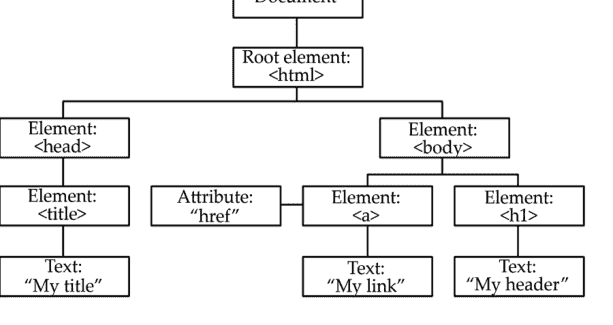 Document
Root element:
<html>
Element:
<head>
Element:
<body>
Element:
<title>
Attribute:
“href”
Element:
<a>
Element:
<h1>
Text:
“My title”
Text:
“My link”
Text:
“My header”